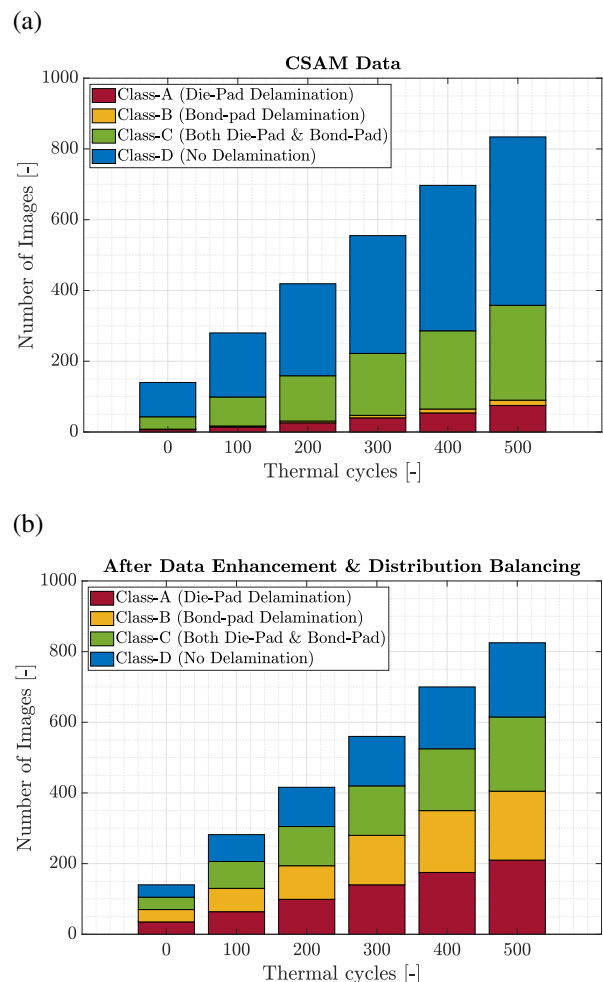 (a)
CSAM Data
1000
800
600
400
200
0
Number of Images [-]
Class-A (Die-Pad Delamination)
Class-B (Bond-pad Delamination)
Class-C (Both Die-Pad & Bond-Pad)
Class-D (No Delamination)
0 100 200 300 400 500
Thermal cycles [-]
(b)
After Data Enhancement & Distribution Balancing
1000
800
600
400
200
0
Number of Images [-]
Class-A (Die-Pad Delamination)
Class-B (Bond-pad Delamination)
Class-C (Both Die-Pad & Bond-Pad)
Class-D (No Delamination)
0 100 200 300 400 500
Thermal cycles [-]